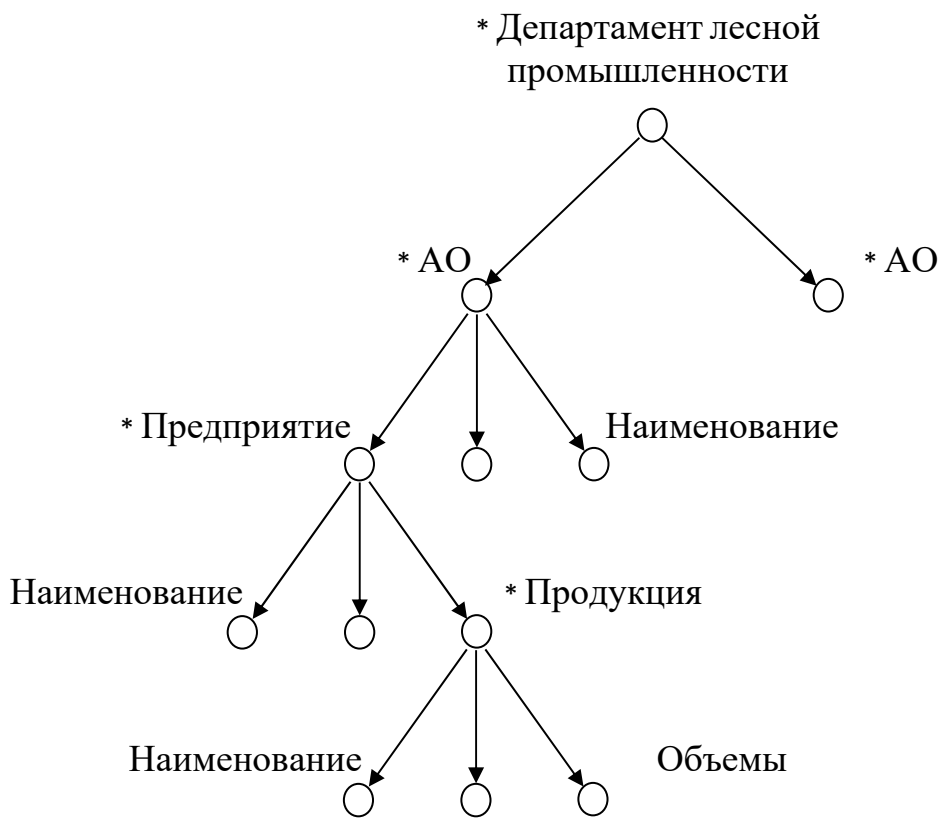 * Департамент лесной
промышленности
* АО
* АО
* Предприятие
Наименование
Наименование
* Продукция
Наименование
Объемы